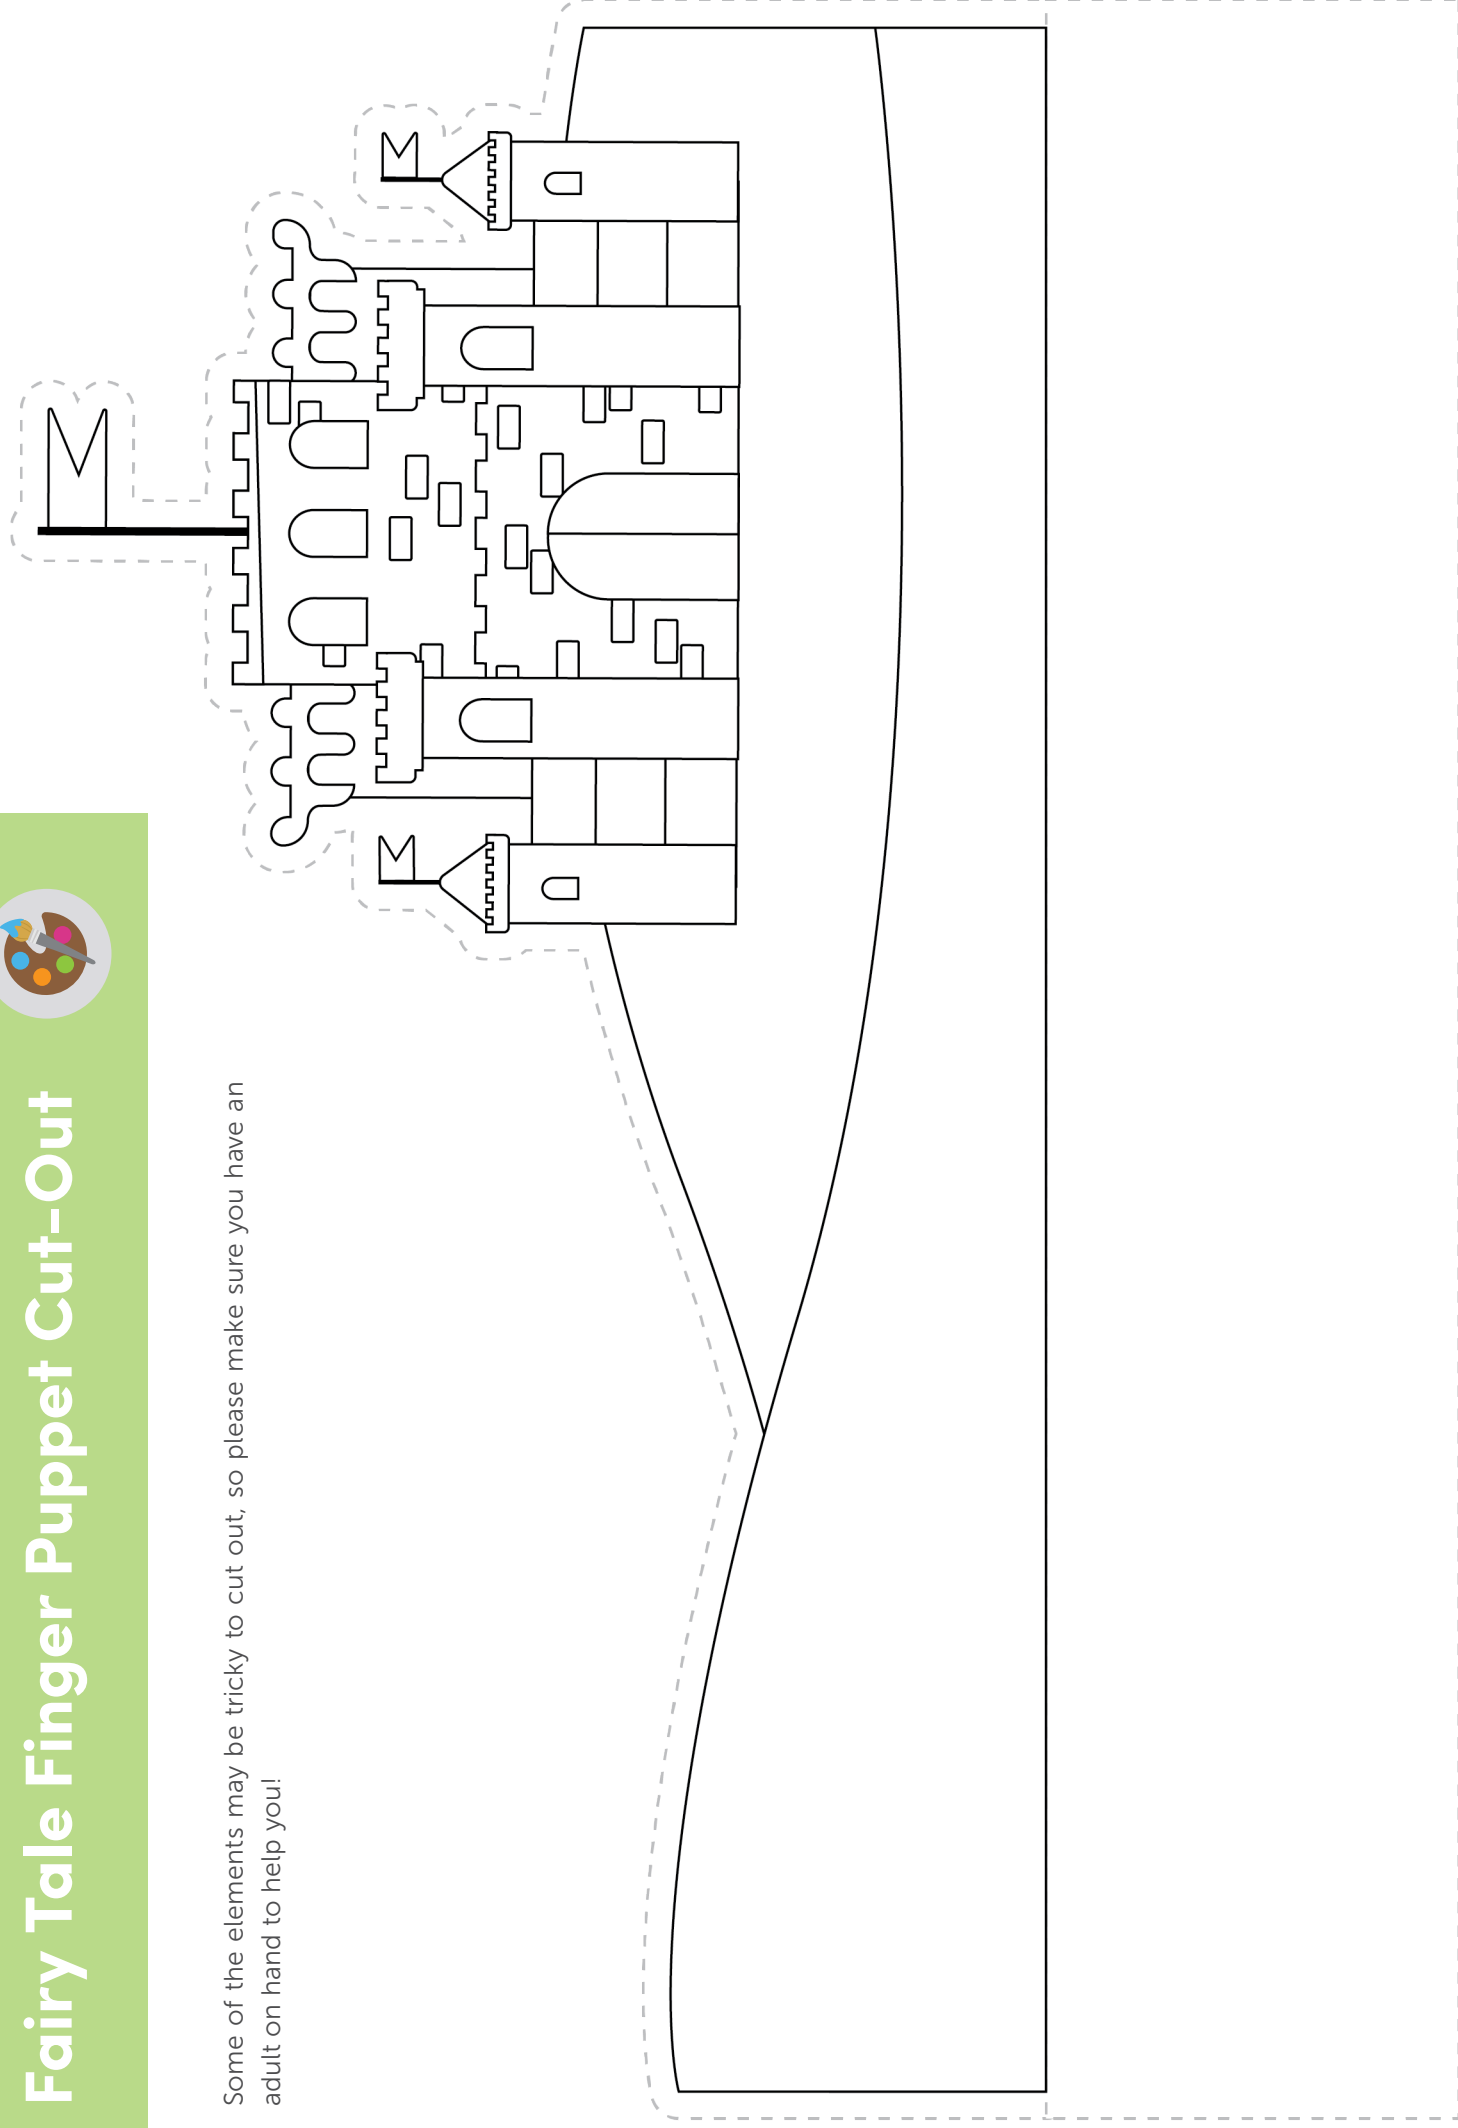 Fairy Tale Finger Puppet Cut-Out
Some of the elements may be tricky to cut out, so please make sure you have an
adult on hand to help you!